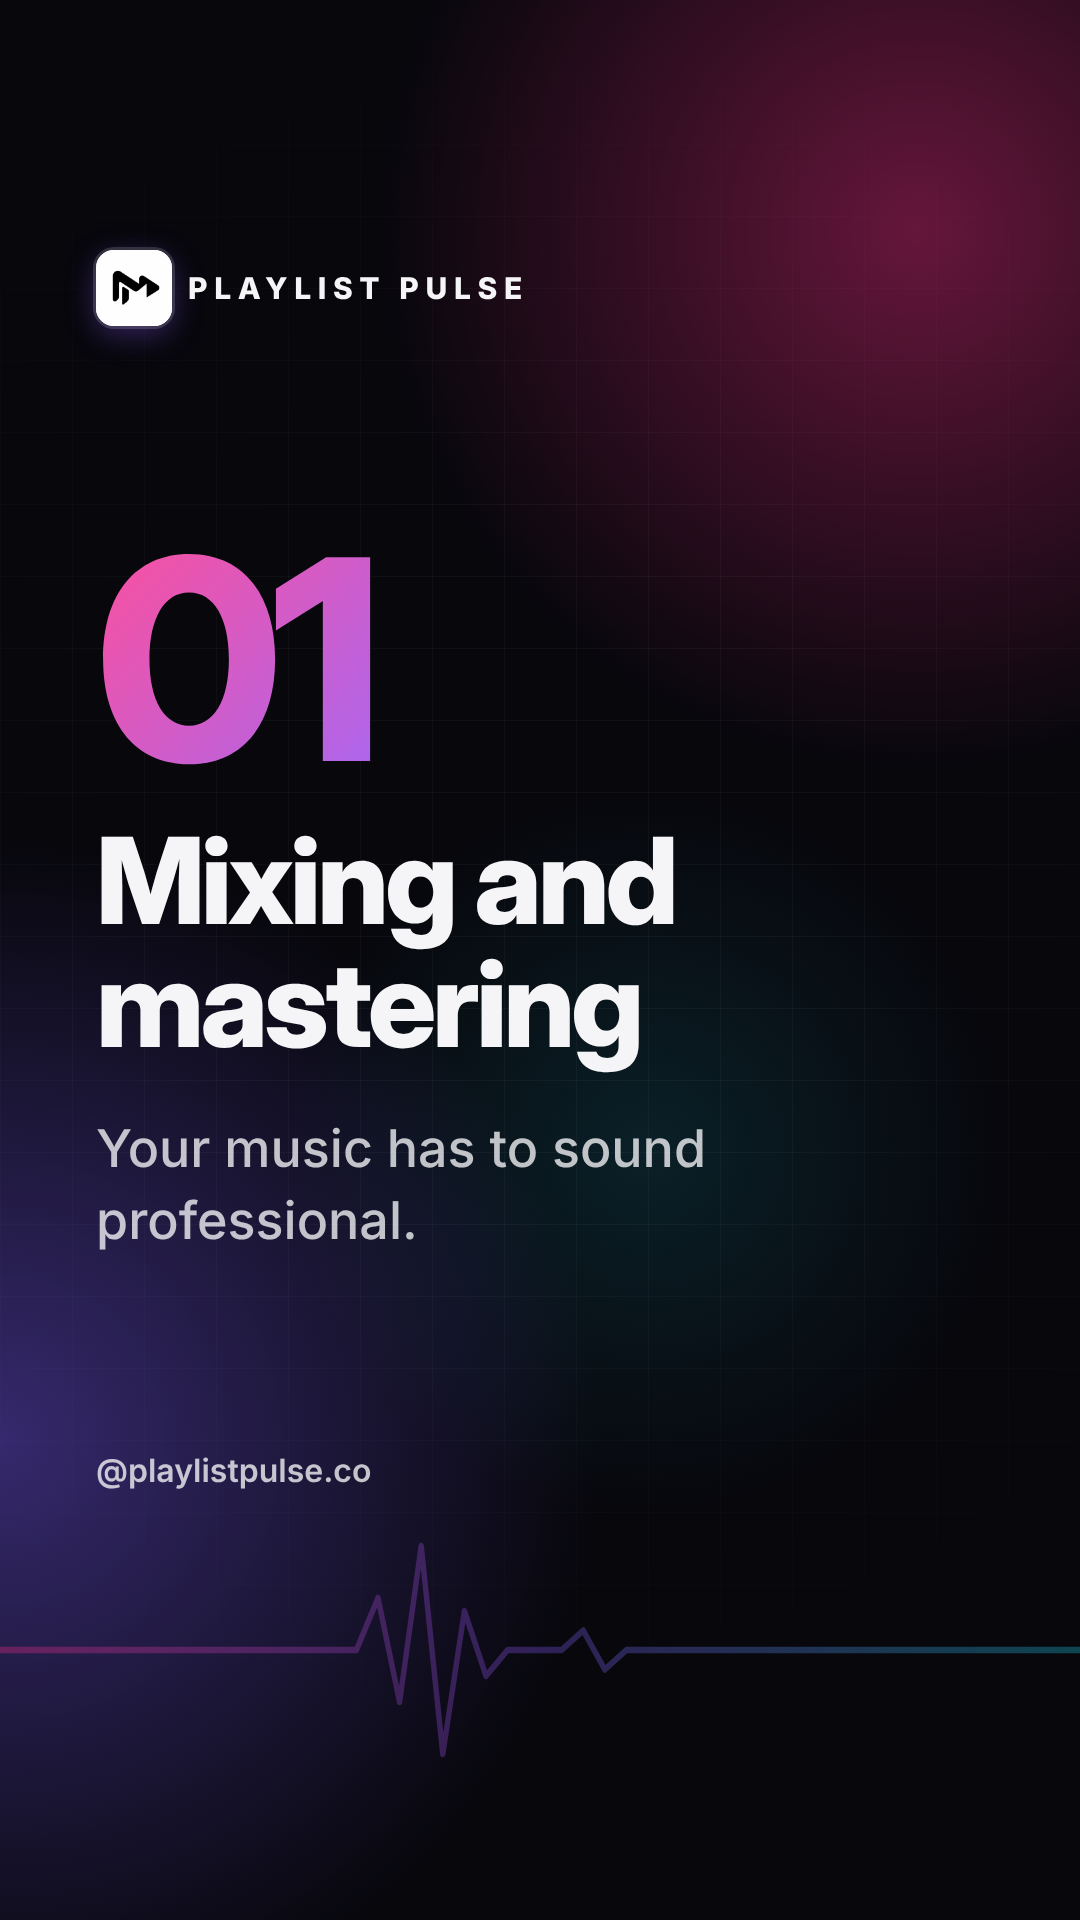 PLAYLIST PULSE
01
Mixing and
mastering
Your music has to sound
professional.
@playlistpulse.co